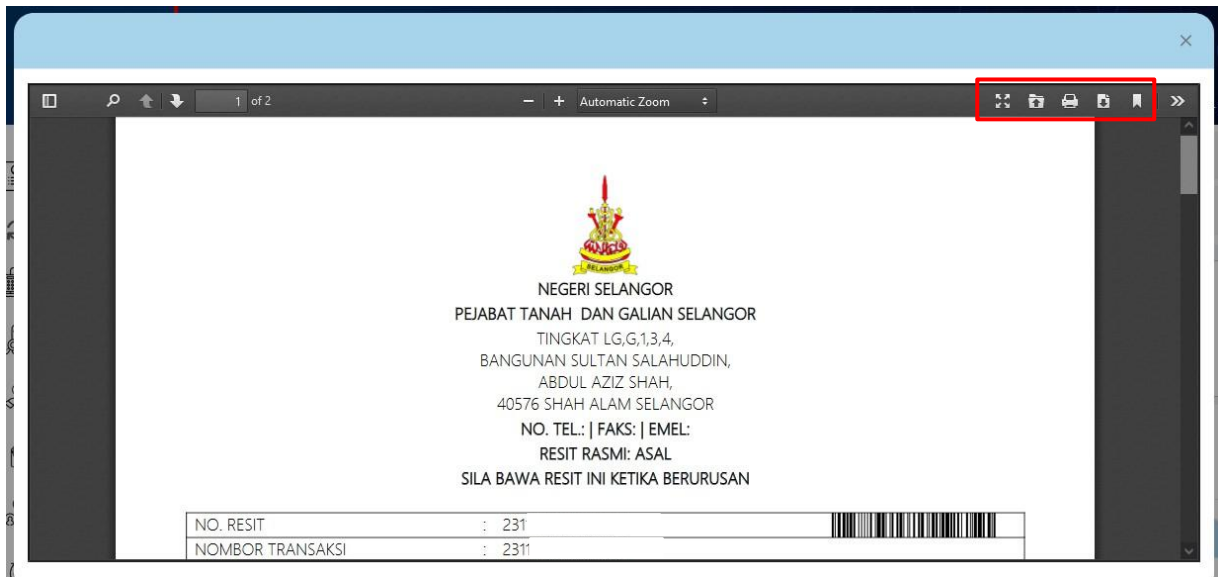 1 of 2
Automatic Zoom
SELANGOR
NEGERI SELANGOR
PEJABAT TANAH DAN GALIAN SELANGOR
TINGKAT LG,G,1,3,4,
BANGUNAN SULTAN SALAHUDDIN,
ABDUL AZIZ SHAH,
40576 SHAH ALAM SELANGOR
NO. TEL.: | FAKS: | EMEL:
RESIT RASMI: ASAL
SILA BAWA RESIT INI KETIKA BERURUSAN
NO. RESIT : 231
NOMBOR TRANSAKSI : 2311